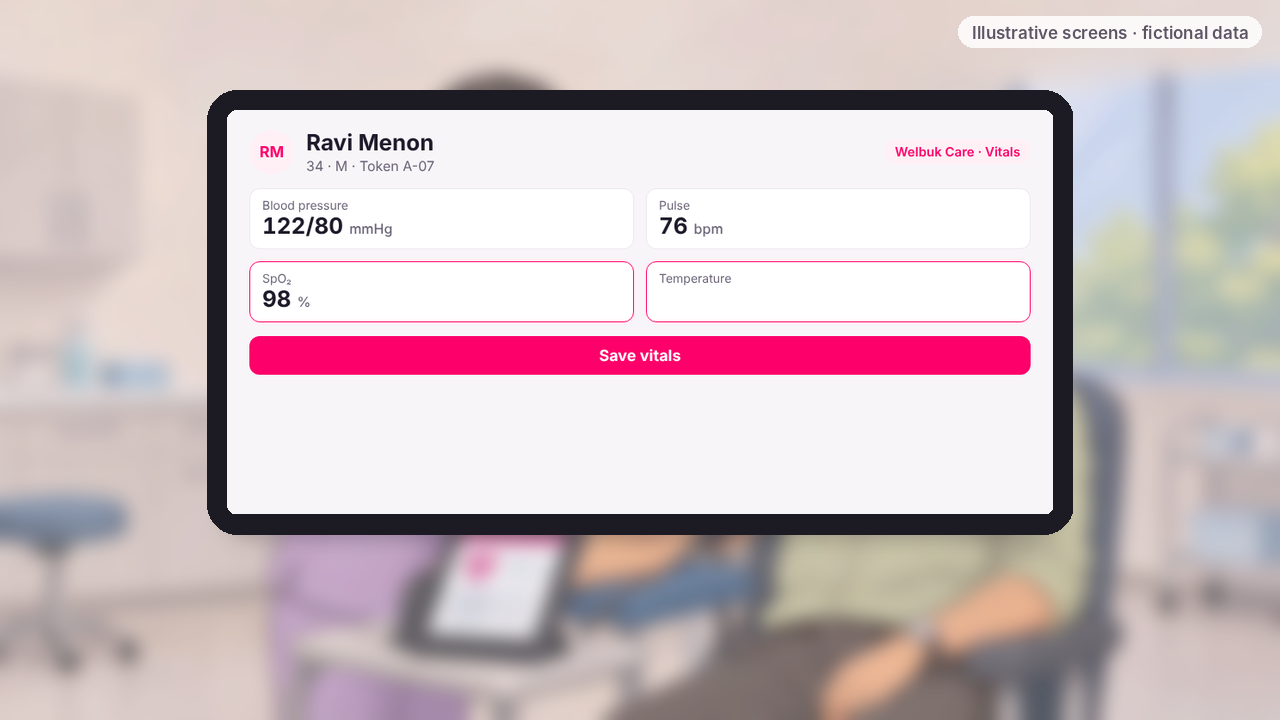 Illustrative screens · fictional data
RM
Ravi Menon
34 · M · Token A-07
Welbuk Care · Vitals
Blood pressure
122/80 mmHg
Pulse
76 bpm
SpO₂
98 %
Temperature
Save vitals